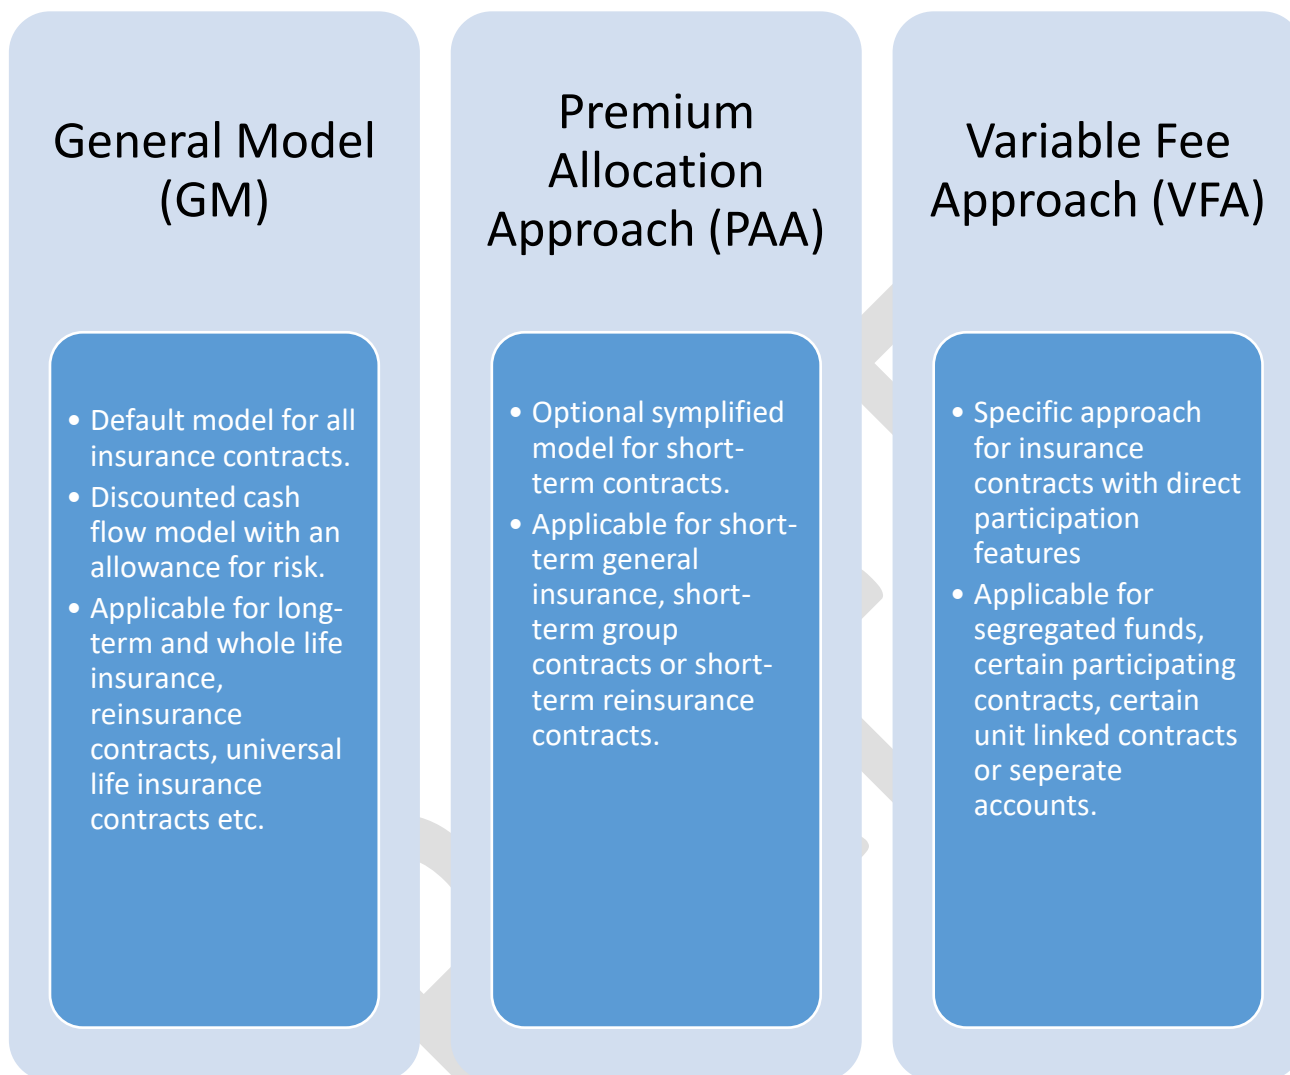 General Model
(GM)
• Default model for all
insurance contracts.
• Discounted cash
flow model with an
allowance for risk.
• Applicable for long-
term and whole life
insurance,
reinsurance
contracts, universal
life insurance
contracts etc.
Premium
Allocation
Approach (PAA)
• Optional symplified
model for short-
term contracts.
• Applicable for short-
term general
insurance, short-
term group
contracts or short-
term reinsurance
contracts.
Variable Fee
Approach (VFA)
• Specific approach
for insurance
contracts with direct
participation
features
• Applicable for
segregated funds,
certain participating
contracts, certain
unit linked contracts
or seperate
accounts.